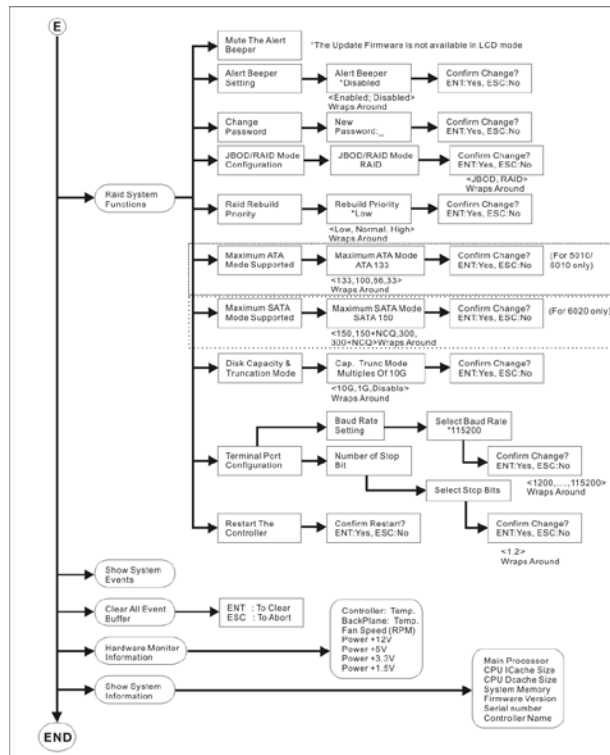 E
Mute The Alert
Beeper
*The Update Firmware is not available in LCD mode
Alert Beeper
Setting
Alert Beeper
*Disabled
Confirm Change?
ENT:Yes, ESC:No
<Enabled; Disabled>
Wraps Around
Change
Password
New
Password:_
Confirm Change?
ENT:Yes, ESC:No
JBOD/RAID Mode
Configuration
JBOD/RAID Mode
RAID
Confirm Change?
ENT:Yes, ESC:No
<JBOD, RAID>
Wraps Around
Raid System
Functions
Raid Rebuild
Priority
Rebuild Priority
*Low
Confirm Change?
ENT:Yes, ESC:No
<Low, Normal, High>
Wraps Around
Maximum ATA
Mode Supported
Maximum ATA Mode
ATA 133
Confirm Change?
ENT:Yes, ESC:No
(For 5010/
6010 only)
<133,100,66,33>
Wraps Around
Maximum SATA
Mode Supported
Maximum SATA Mode
SATA 150
Confirm Change?
ENT:Yes, ESC:No
(For 6020 only)
<150,150+NCQ,300,
300+NCQ>Wraps Around
Disk Capacity &
Truncation Mode
Cap. Trunc Mode
Multiples Of 10G
Confirm Change?
ENT:Yes, ESC:No
<10G,1G,Disable>
Wraps Around
Baud Rate
Setting
Select Baud Rate
*115200
Terminal Port
Configuration
Number of Stop
Bit
Confirm Change?
ENT:Yes, ESC:No
<1200,....,115200>
Wraps Around
Select Stop Bits
Restart The
Controller
Confirm Restart?
ENT:Yes, ESC:No
Confirm Change?
ENT:Yes, ESC:No
<1,2>
Wraps Around
Show System
Events
Clear All Event
Buffer
ENT : To Clear
ESC : To Abort
Hardware Monitor
Information
Controller: Temp.
BackPlane: Temp.
Fan Speed (RPM)
Power +12V
Power +5V
Power +3.3V
Power +1.5V
Show System
Information
Main Processor
CPU ICache Size
CPU Dcache Size
System Memory
Firmware Version
Serial number
Controller Name
END